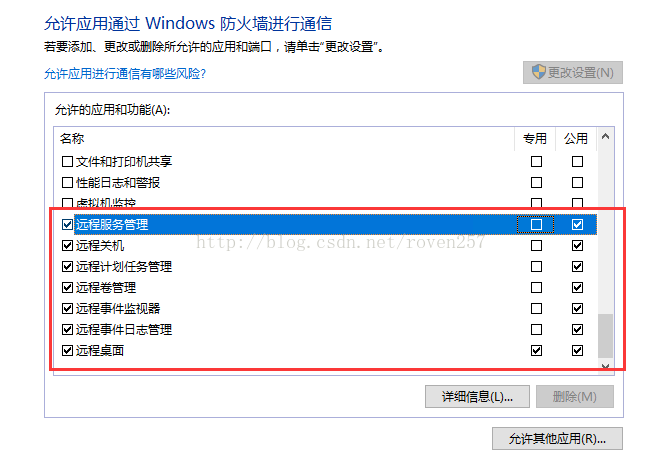 允许应用通过 Windows 防火墙进行通信
若要添加、更改或删除所允许的应用和端口，请单击“更改设置”。
允许应用进行通信有哪些风险?
更改设置(N)
允许的应用和功能(A):
名称 专用 公用
文件和打印机共享
性能日志和警报
虚拟机监控
远程服务管理
远程关机
http://blog.csdn.net/roven257
远程计划任务管理
远程卷管理
远程事件监视器
远程事件日志管理
远程桌面
详细信息(L)...
删除(M)
允许其他应用(R)...